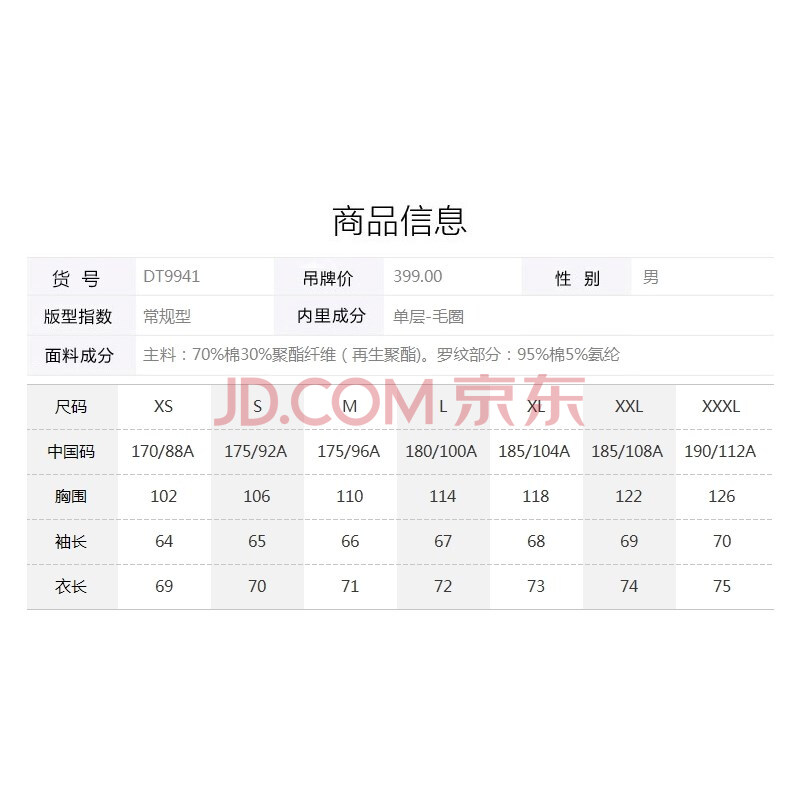 商品信息
货 号 DT9941 吊牌价 399.00 性 别 男
版型指数 常规型 内里成分 单层-毛圈
面料成分 主料：70%棉30%聚酯纤维（再生聚酯)。罗纹部分：95%棉5%氨纶
JD.COM 京东
尺码 XS S M L XL XXL XXXL
中国码 170/88A 175/92A 175/96A 180/100A 185/104A 185/108A 190/112A
胸围 102 106 110 114 118 122 126
袖长 64 65 66 67 68 69 70
衣长 69 70 71 72 73 74 75